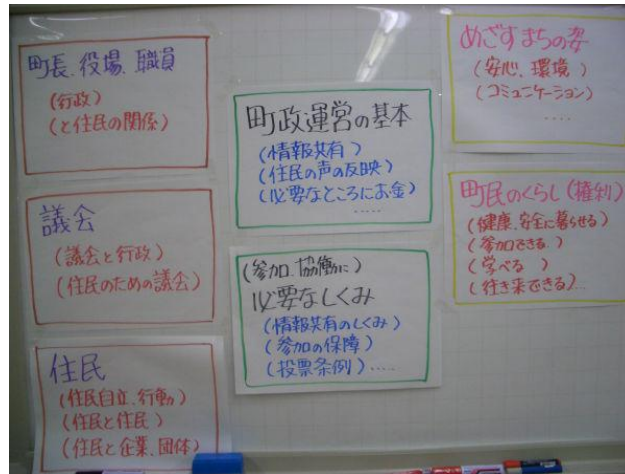 町長、役場、職員
(行政)
(と住民の関係)
議会
(議会と行政)
(住民のための議会)
住民
(住民自立、行動)
(住民と住民)
(住民と企業、団体)
町政運営の基本
(情報共有)
(住民の声の反映)
(必要なところにお金)
.....
(参加、協働に)
必要なしくみ
(情報共有のしくみ)
(参加の保障)
(投票条例).....
めざすまちの姿
(安心、環境)
(コミュニケーション)
.....
町民のくらし(権利)
(健康、安全に暮らせる)
(参加できる)
(学べる)
(行き来できる)...